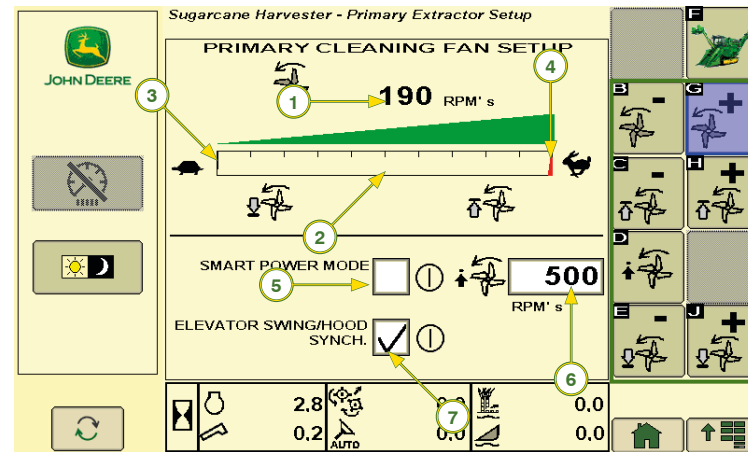 Sugarcane Harvester - Primary Extractor Setup
JOHN DEERE
PRIMARY CLEANING FAN SETUP
1
190 RPM' s
3
4
2
SMART POWER MODE
5
500
RPM' s
ELEVATOR SWING/HOOD
SYNCH.
6
7
2.8
0.0
0.2
AUTO
0.0
0.0
F
B -
G +
C -
H +
D
E -
J +